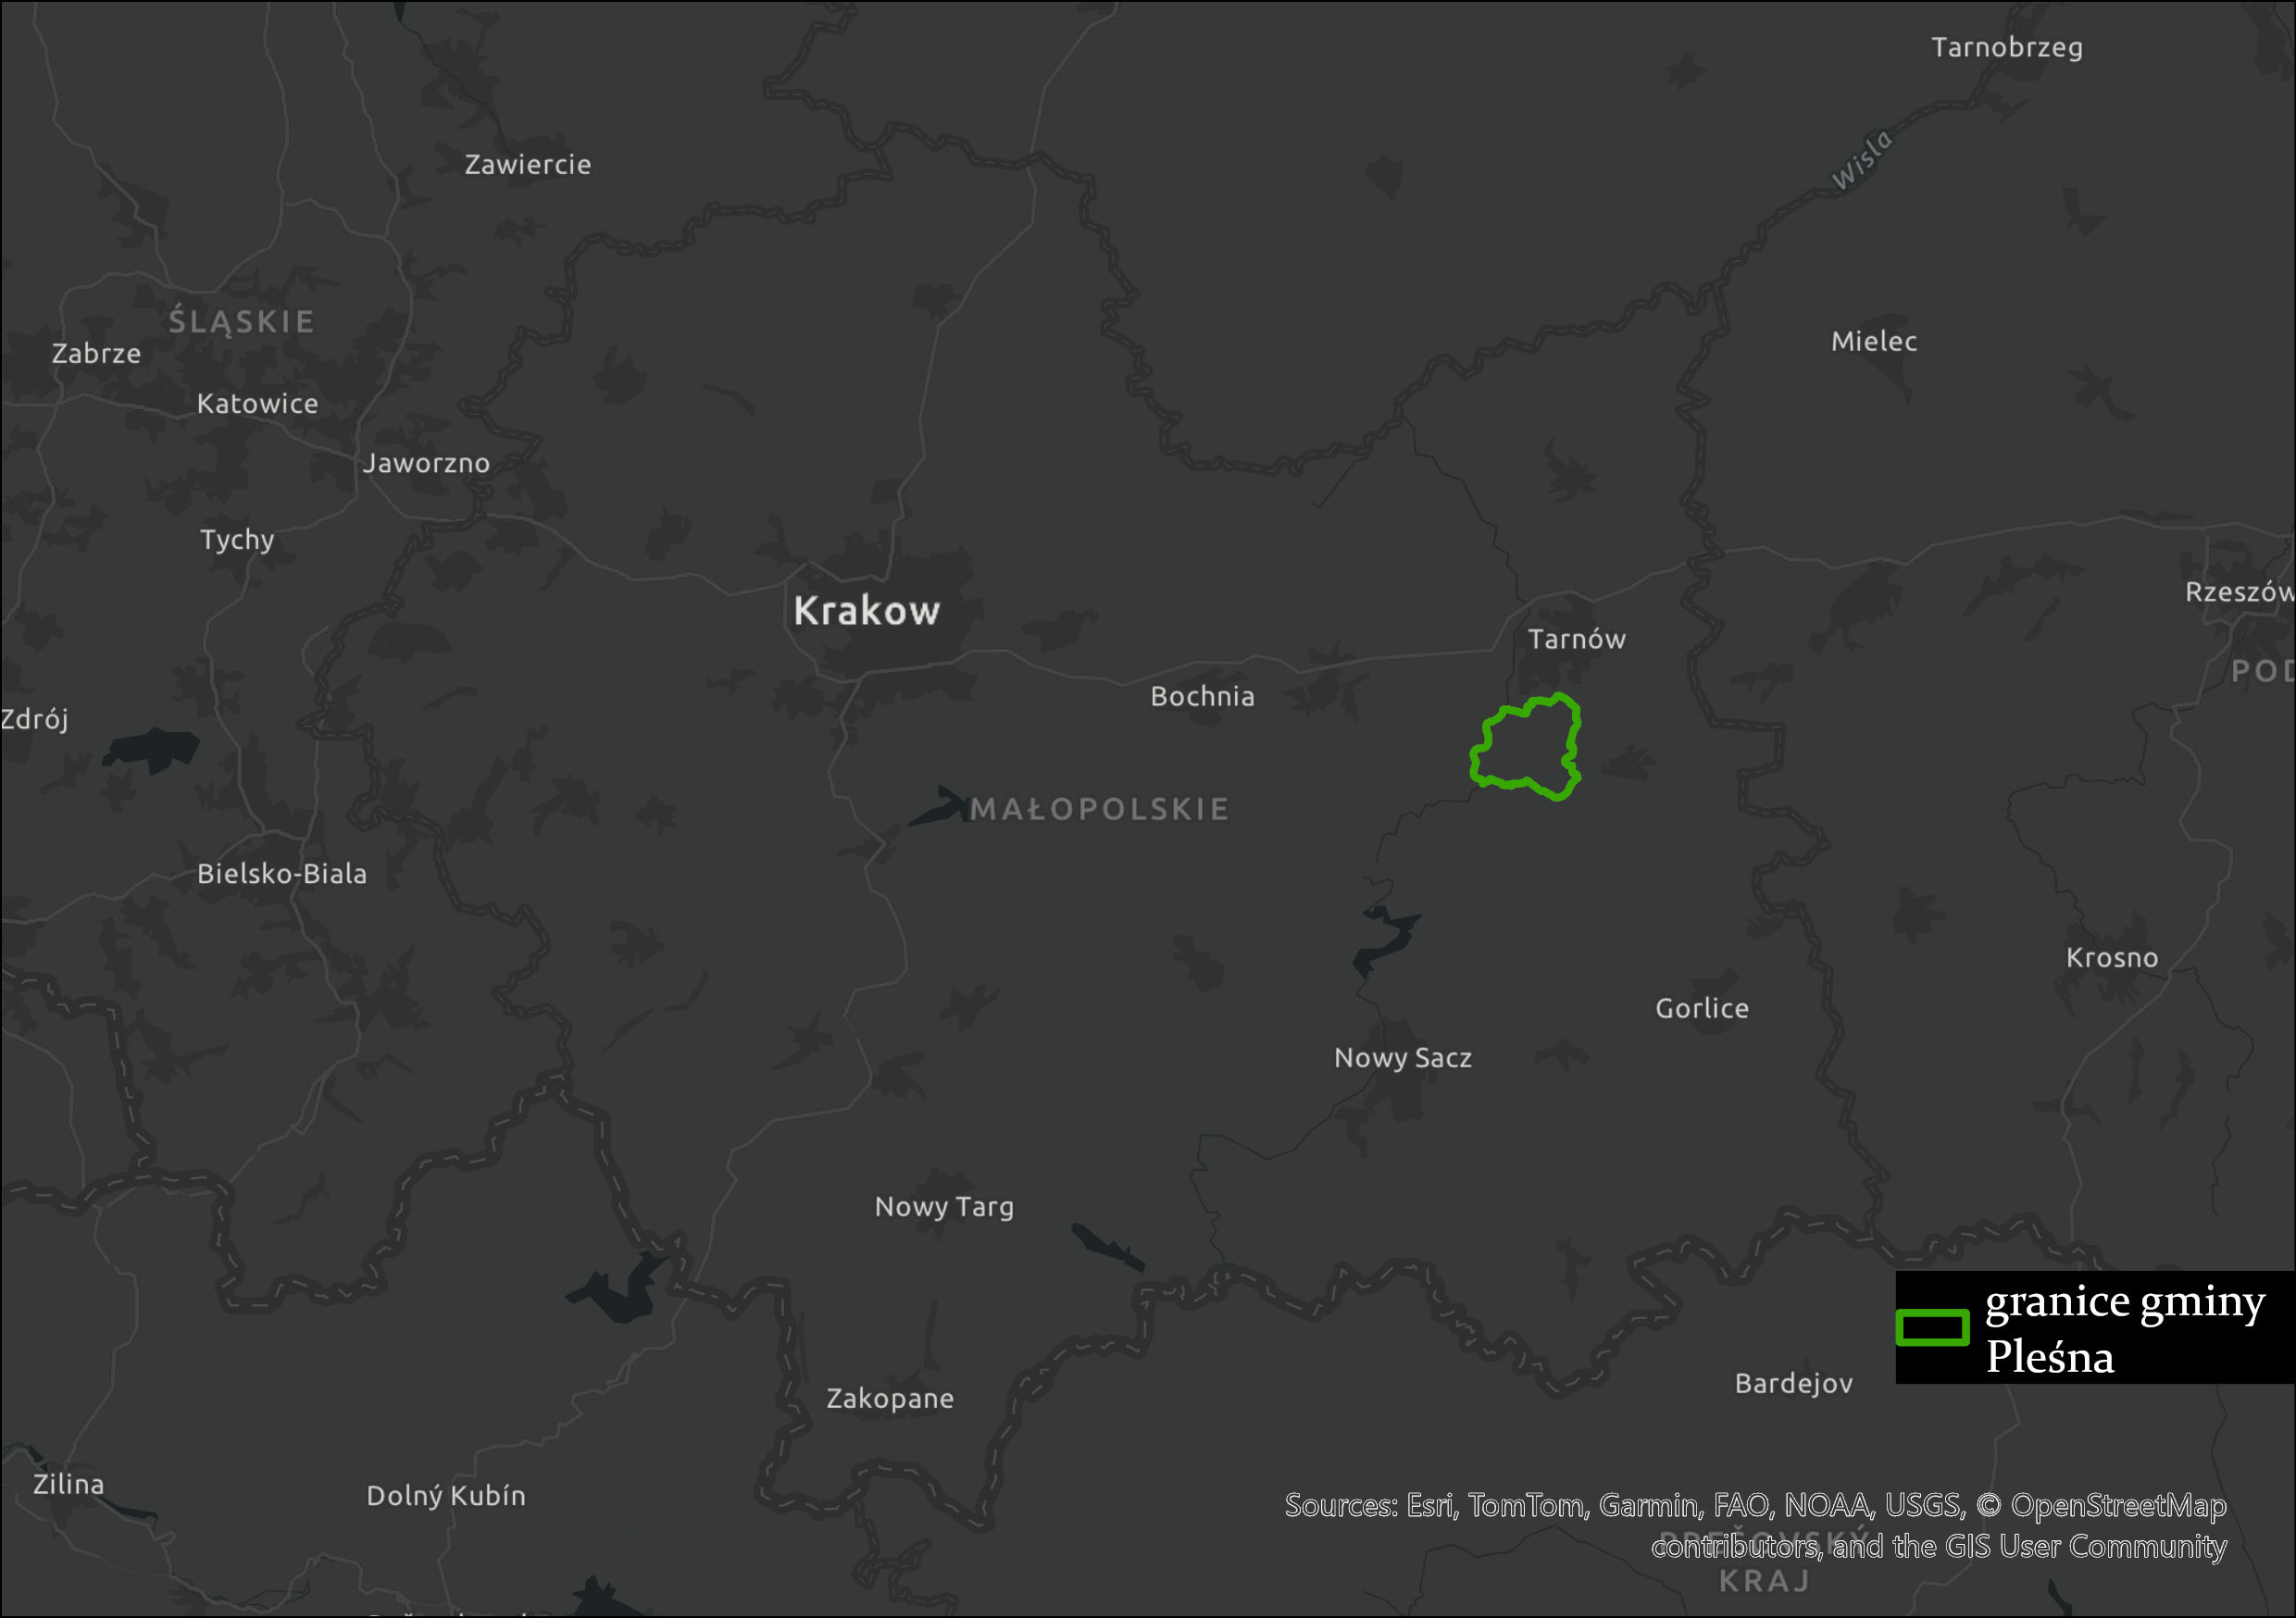 Tarnobrzeg
Wisla
Zawiercie
ŚLĄSKIE
Mielec
Zabrze
Katowice
Jaworzno
Tychy
Krakow
Rzeszów
Tarnów
POD
Bochnia
Zdrój
MAŁOPOLSKIE
Bielsko-Biala
Krosno
Gorlice
Nowy Sacz
Nowy Targ
granice gminy
Pleśna
Bardejov
Zakopane
Zilina
Dolný Kubín
Sources: Esri, TomTom, Garmin, FAO, NOAA, USGS, © OpenStreetMap
PREŠOVSKÝ
contributors, and the GIS User Community
KRAJ